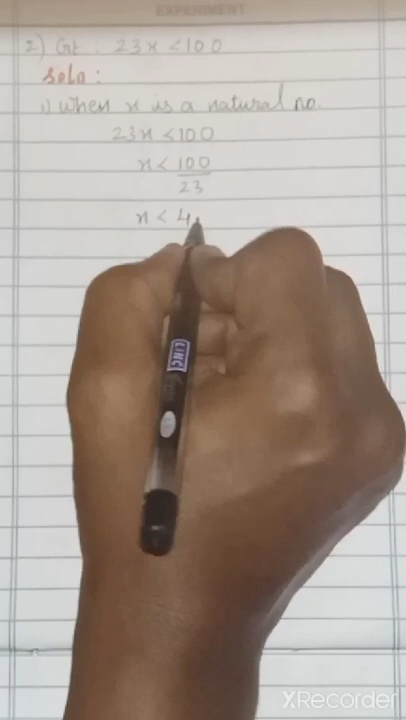 EXPERIMENT
2) Gt : 23x < 100
Soln :
i) When x is a natural no.
23x < 100
x < 100
23
x < 4.
LINC
XRecorder